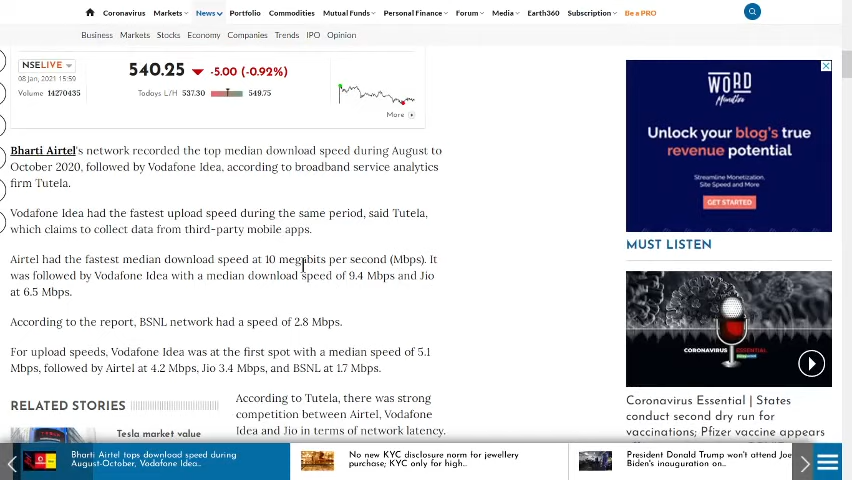 Coronavirus Markets News Portfolio Commodities Mutual Funds Personal Finance Forum Media Earth360 Subscription Be a PRO
Business Markets Stocks Economy Companies Trends IPO Opinion
NSELIVE
08 Jan, 2021 15:59
Volume 14270435
540.25 -5.00 (-0.92%)
Todays L/H 537.30 549.75
More
Bharti Airtel's network recorded the top median download speed during August to
October 2020, followed by Vodafone Idea, according to broadband service analytics
firm Tutela.
Vodafone Idea had the fastest upload speed during the same period, said Tutela,
which claims to collect data from third-party mobile apps.
Airtel had the fastest median download speed at 10 megabits per second (Mbps). It
was followed by Vodafone Idea with a median download speed of 9.4 Mbps and Jio
at 6.5 Mbps.
According to the report, BSNL network had a speed of 2.8 Mbps.
For upload speeds, Vodafone Idea was at the first spot with a median speed of 5.1
Mbps, followed by Airtel at 4.2 Mbps, Jio 3.4 Mbps, and BSNL at 1.7 Mbps.
RELATED STORIES
Tesla market value
According to Tutela, there was strong
competition between Airtel, Vodafone
Idea and Jio in terms of network latency.
WORD
Unlock your blog's true
revenue potential
Streamline Monetization,
Site Speed and More
GET STARTED
MUST LISTEN
CORONAVIRUS ESSENTIAL
Coronavirus Essential | States
conduct second dry run for
vaccinations; Pfizer vaccine appears
Bharti Airtel tops download speed during
August-October, Vodafone Idea...
No new KYC disclosure norm for jewellery
purchase; KYC only for high...
President Donald Trump won't attend Joe
Biden's inauguration on...